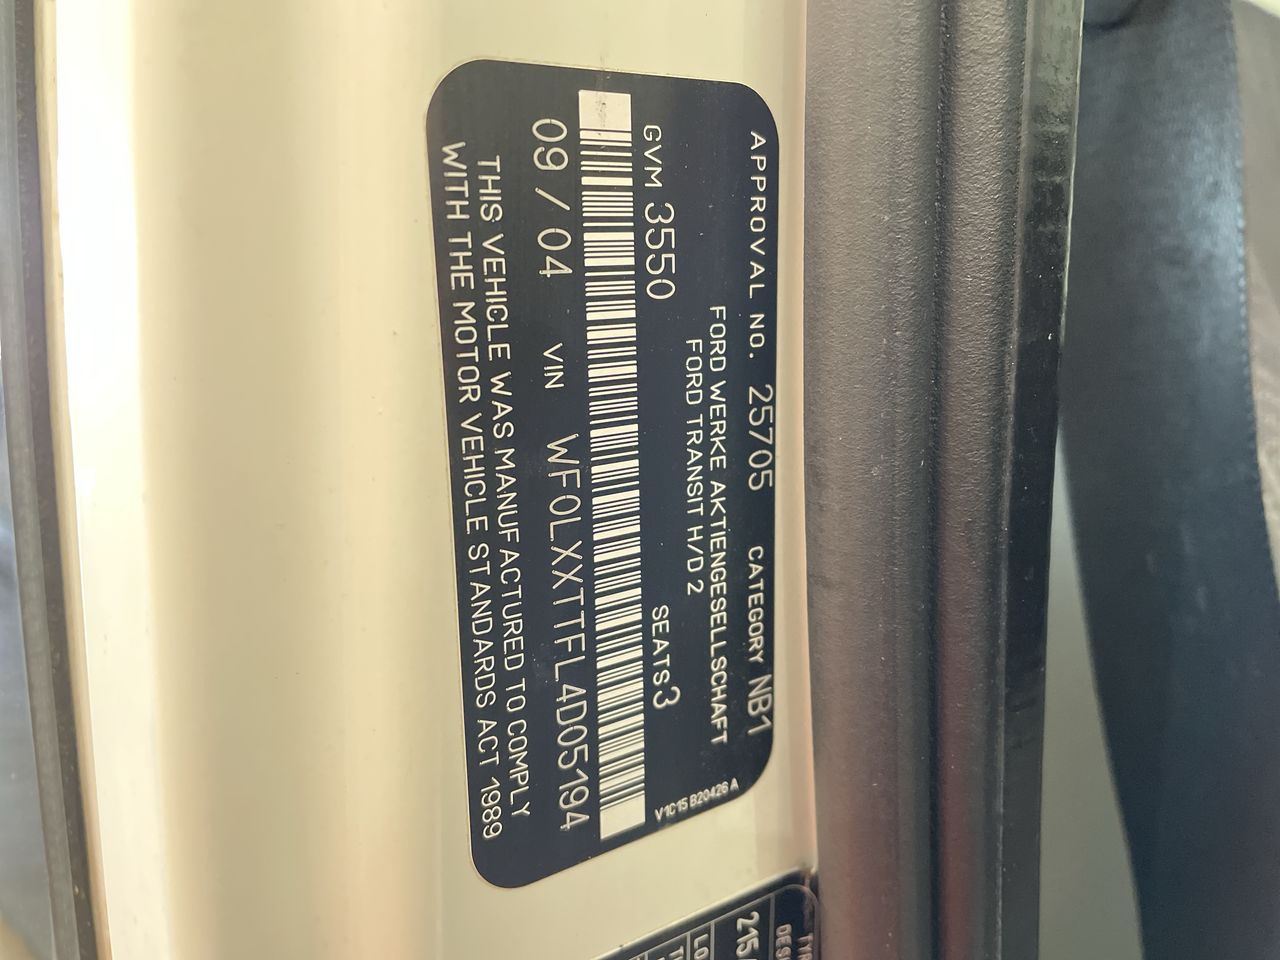 APPROVAL NO. 25705 CATEGORY NB1
FORD WERKE AKTIENGESELLSCHAFT
FORD TRANSIT H/D 2
GVM 3550 SEATS 3
09/04 VIN WF0LXXTTFL4D05194
THIS VEHICLE WAS MANUFACTURED TO COMPLY
WITH THE MOTOR VEHICLE STANDARDS ACT 1989
V1C15 B20426 A
215/